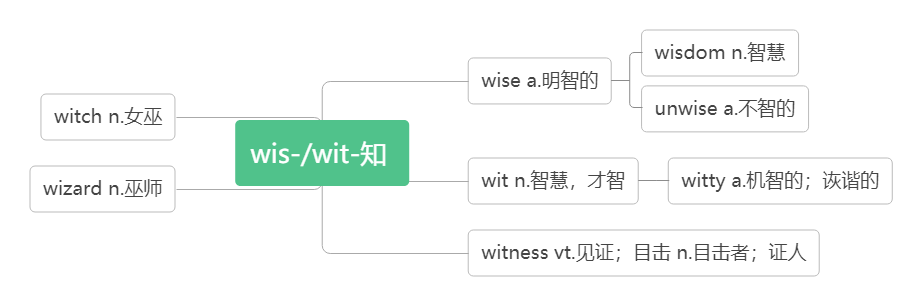 wis-/wit-知
wise a.明智的
wisdom n.智慧
unwise a.不智的
wit n.智慧，才智
witty a.机智的；诙谐的
witness vt.见证；目击 n.目击者；证人
witch n.女巫
wizard n.巫师